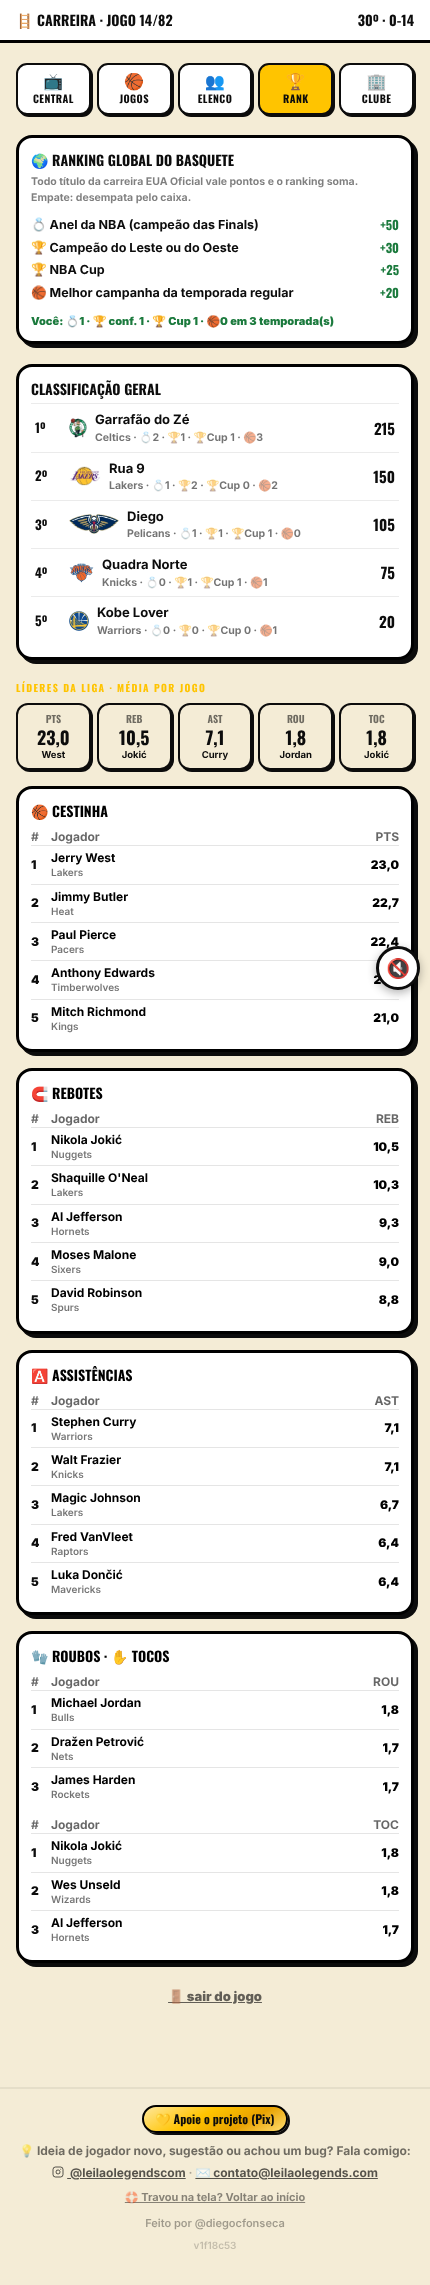 CARREIRA · JOGO 14/82
30º · 0-14
CENTRAL
JOGOS
ELENCO
RANK
CLUBE
RANKING GLOBAL DO BASQUETE
Todo título da carreira EUA Oficial vale pontos e o ranking soma.
Empate: desempata pelo caixa.
Anel da NBA (campeão das Finals) +50
Campeão do Leste ou do Oeste +30
NBA Cup +25
Melhor campanha da temporada regular +20
Você: 💍1 · 🏆 conf. 1 · 🏆 Cup 1 · 🏀0 em 3 temporada(s)
CLASSIFICAÇÃO GERAL
1º Garrafão do Zé 215
Celtics · 💍2 · 🏆1 · 🏆Cup 1 · 🏀3
2º Rua 9 150
Lakers · 💍1 · 🏆2 · 🏆Cup 0 · 🏀2
3º Diego 105
Pelicans · 💍1 · 🏆1 · 🏆Cup 1 · 🏀0
4º Quadra Norte 75
Knicks · 💍0 · 🏆1 · 🏆Cup 1 · 🏀1
5º Kobe Lover 20
Warriors · 💍0 · 🏆0 · 🏆Cup 0 · 🏀1
LÍDERES DA LIGA · MÉDIA POR JOGO
PTS
23,0
West
REB
10,5
Jokić
AST
7,1
Curry
ROU
1,8
Jordan
TOC
1,8
Jokić
CESTINHA
# Jogador PTS
1 Jerry West 23,0
Lakers
2 Jimmy Butler 22,7
Heat
3 Paul Pierce 22,4
Pacers
4 Anthony Edwards
Timberwolves
5 Mitch Richmond 21,0
Kings
REBOTES
# Jogador REB
1 Nikola Jokić 10,5
Nuggets
2 Shaquille O'Neal 10,3
Lakers
3 Al Jefferson 9,3
Hornets
4 Moses Malone 9,0
Sixers
5 David Robinson 8,8
Spurs
🅰️ ASSISTÊNCIAS
# Jogador AST
1 Stephen Curry 7,1
Warriors
2 Walt Frazier 7,1
Knicks
3 Magic Johnson 6,7
Lakers
4 Fred VanVleet 6,4
Raptors
5 Luka Dončić 6,4
Mavericks
ROUBOS · ✋ TOCOS
# Jogador ROU
1 Michael Jordan 1,8
Bulls
2 Dražen Petrović 1,7
Nets
3 James Harden 1,7
Rockets
# Jogador TOC
1 Nikola Jokić 1,8
Nuggets
2 Wes Unseld 1,8
Wizards
3 Al Jefferson 1,7
Hornets
sair do jogo
Apoie o projeto (Pix)
Ideia de jogador novo, sugestão ou achou um bug? Fala comigo:
@leilaolegendscom · contato@leilaolegends.com
Travou na tela? Voltar ao início
Feito por @diegocfonseca
v1f18c53